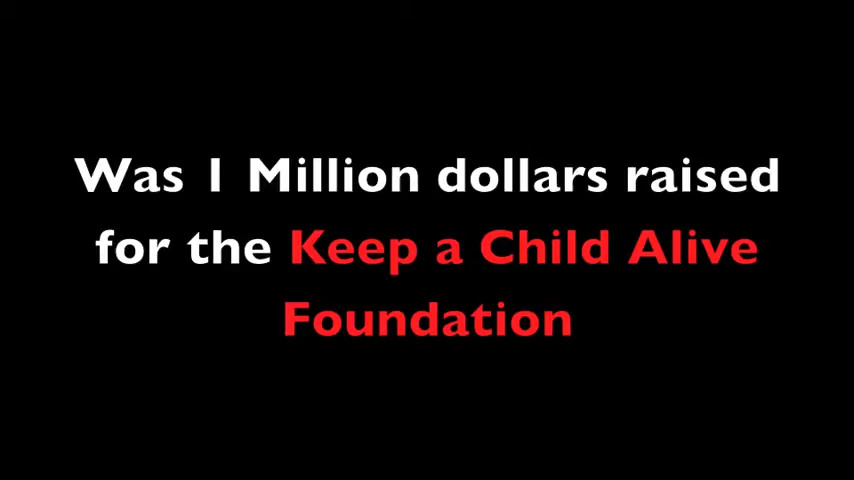 Was 1 Million dollars raised
for the Keep a Child Alive
Foundation